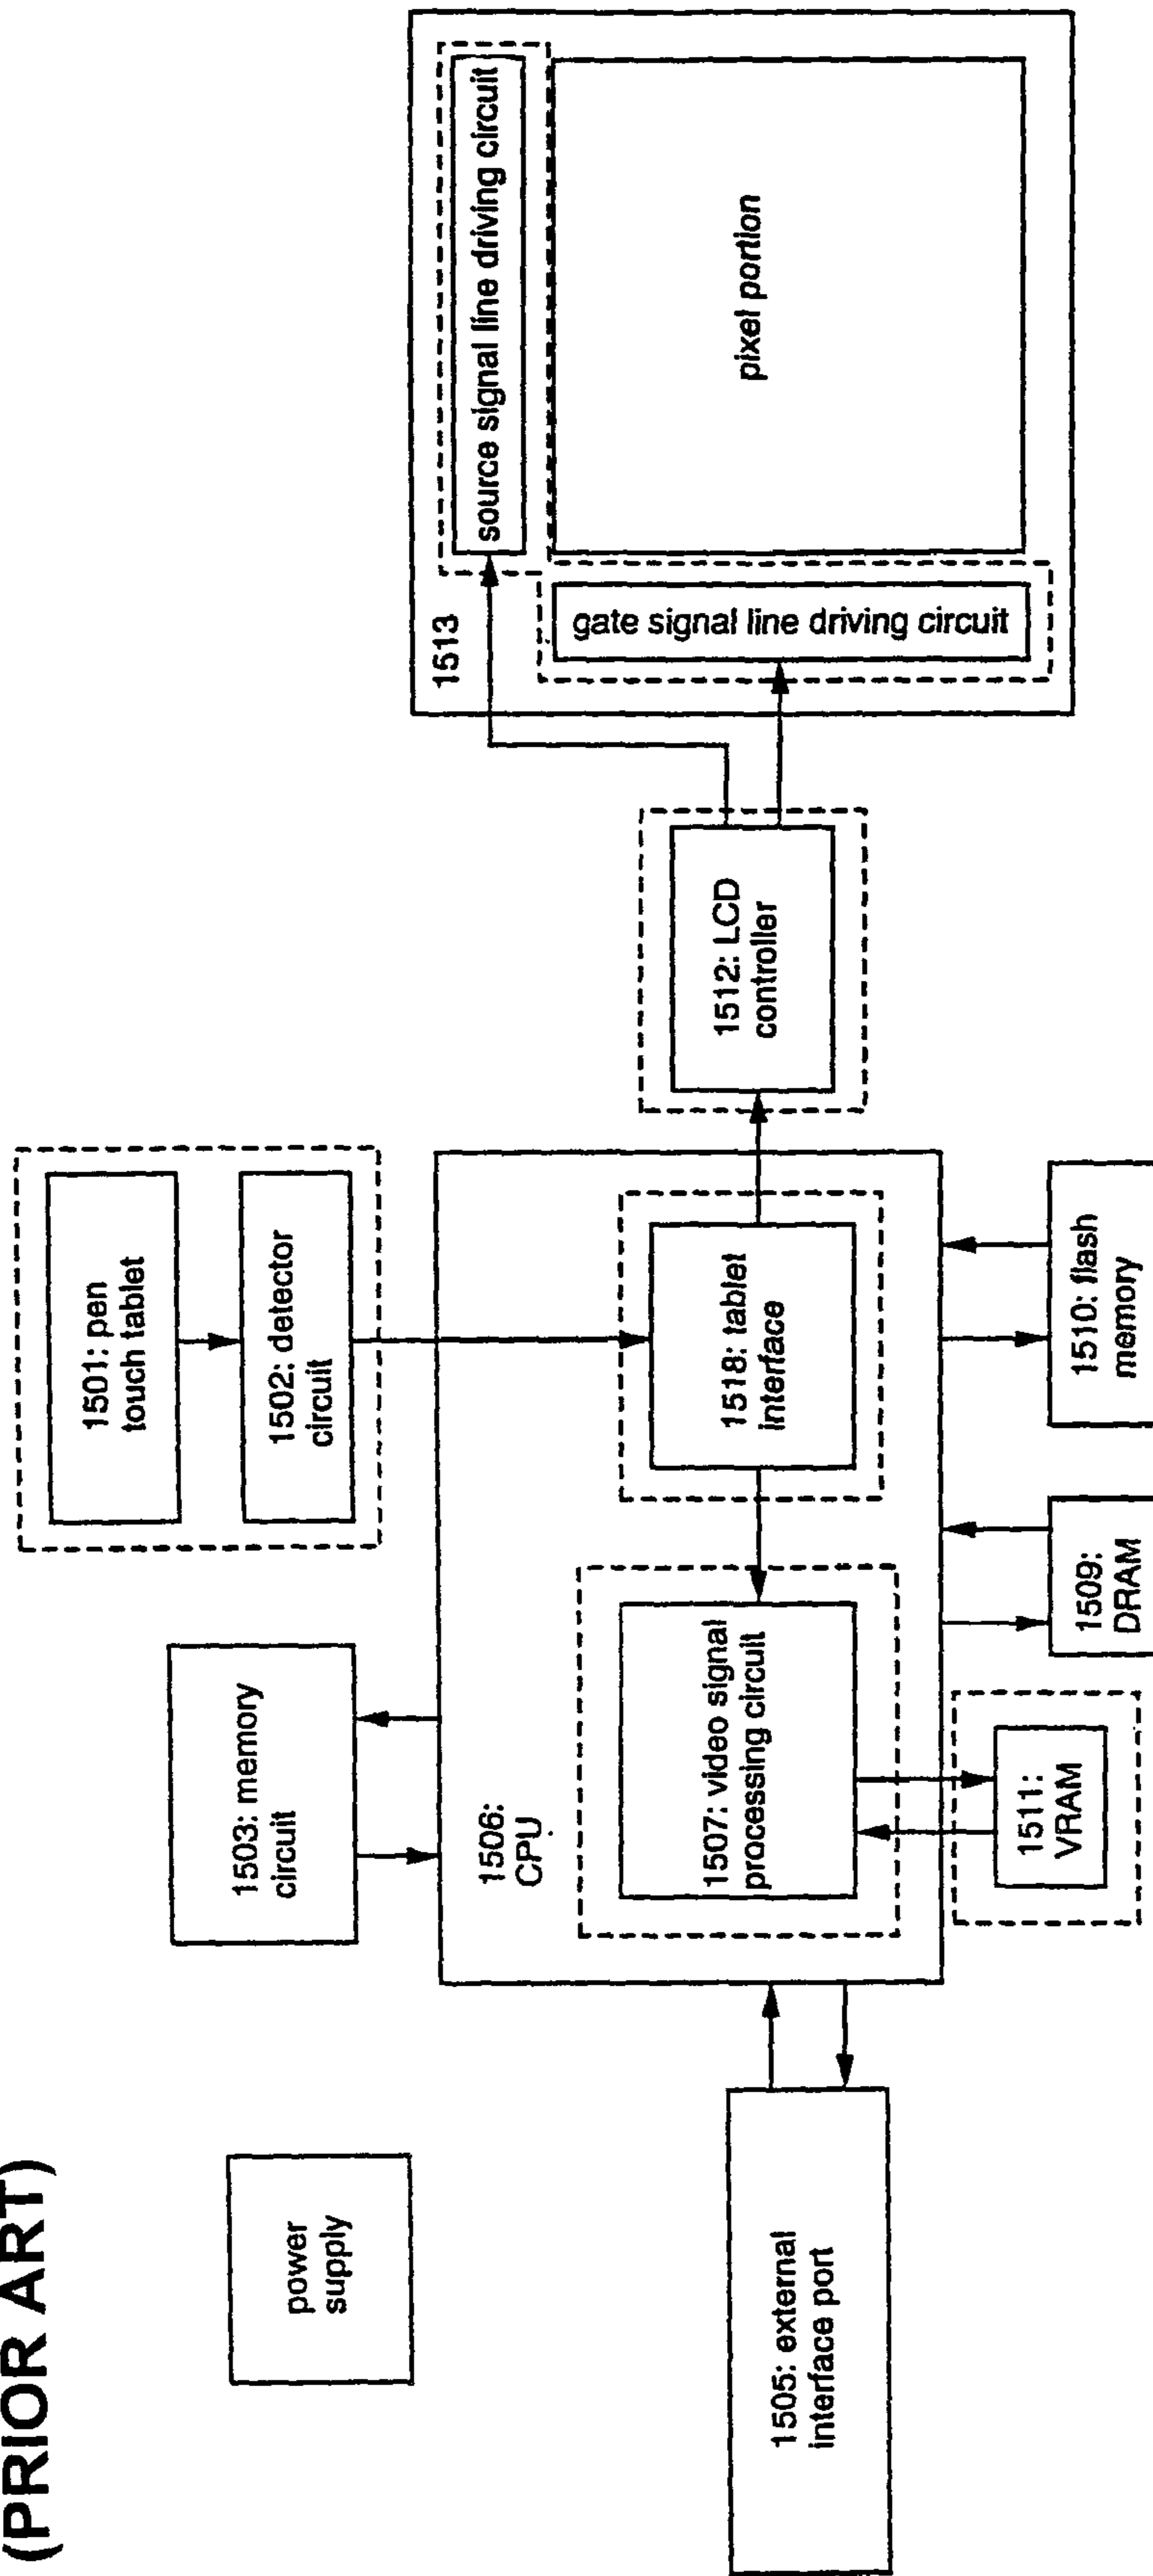 (PRIOR ART)
power
supply
1503: memory
circuit
1501: pen
touch tablet
1502: detector
circuit
1505: external
interface port
1506:
CPU
1507: video signal
processing circuit
1518: tablet
interface
1511:
VRAM
1509:
DRAM
1510: flash
memory
1512: LCD
controller
1513
source signal line driving circuit
gate signal line driving circuit
pixel portion